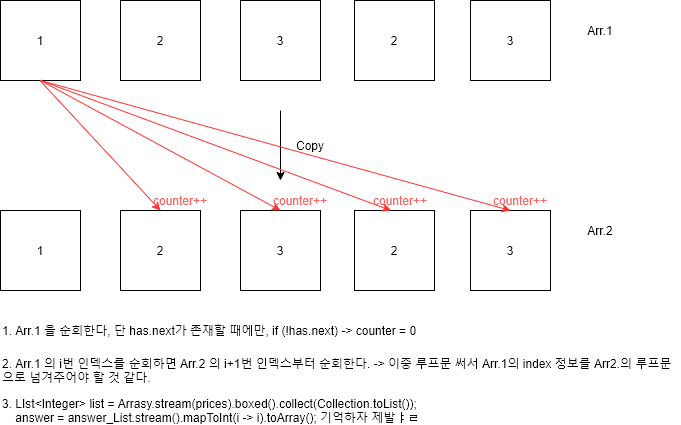 1 2 3 2 3 Arr.1
Copy
counter++ counter++ counter++ counter++
1 2 3 2 3 Arr.2
1. Arr.1 을 순회한다, 단 has.next가 존재할 때에만, if (!has.next) -> counter = 0
2. Arr.1 의 i번 인덱스를 순회하면 Arr.2 의 i+1번 인덱스부터 순회한다. -> 이중 루프문 써서 Arr.1의 index 정보를 Arr2.의 루프문
으로 넘겨주어야 할 것 같다.
3. LIst<Integer> list = Arrasy.stream(prices).boxed().collect(Collection.toList());
answer = answer_List.stream().mapToInt(i -> i).toArray(); 기억하자 제발ㅑㄹ